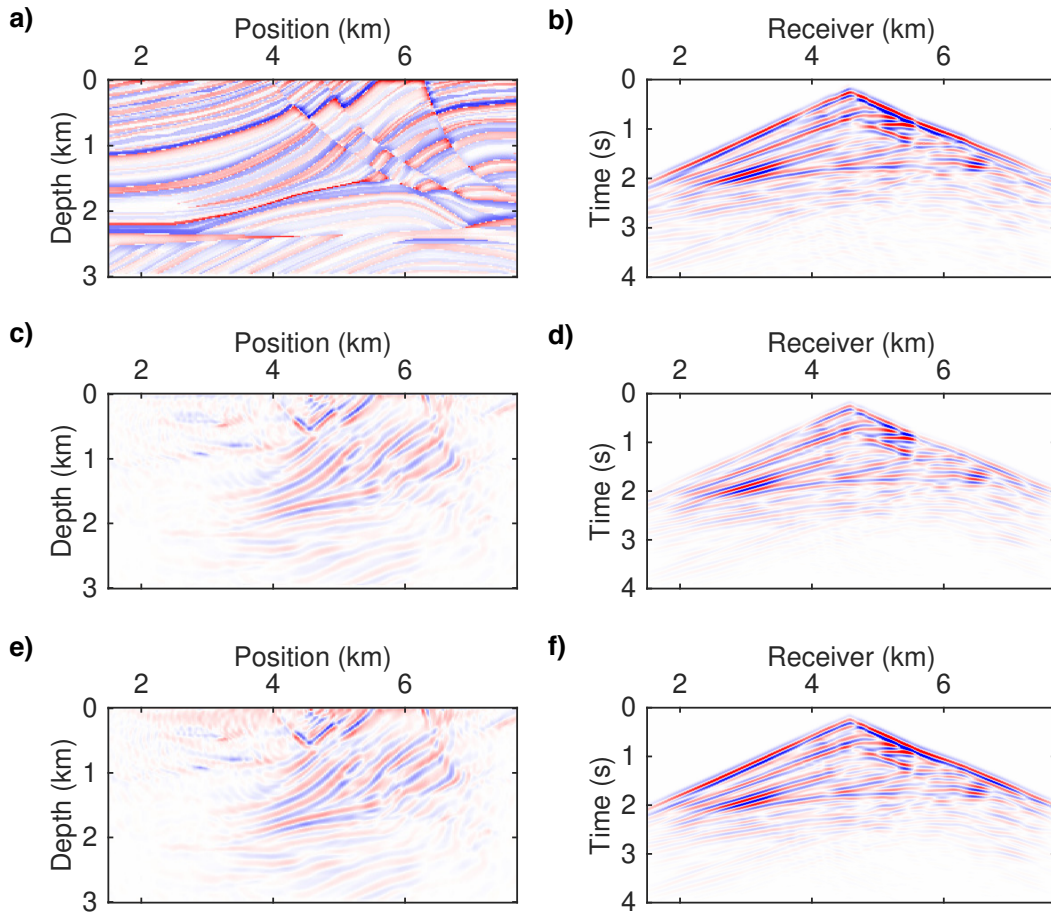 a)
Position (km)
2 4 6
0
1
2
3
Depth (km)
b)
Receiver (km)
2 4 6
0
1
2
3
4
Time (s)
c)
Position (km)
2 4 6
0
1
2
3
Depth (km)
d)
Receiver (km)
2 4 6
0
1
2
3
4
Time (s)
e)
Position (km)
2 4 6
0
1
2
3
Depth (km)
f)
Receiver (km)
2 4 6
0
1
2
3
4
Time (s)